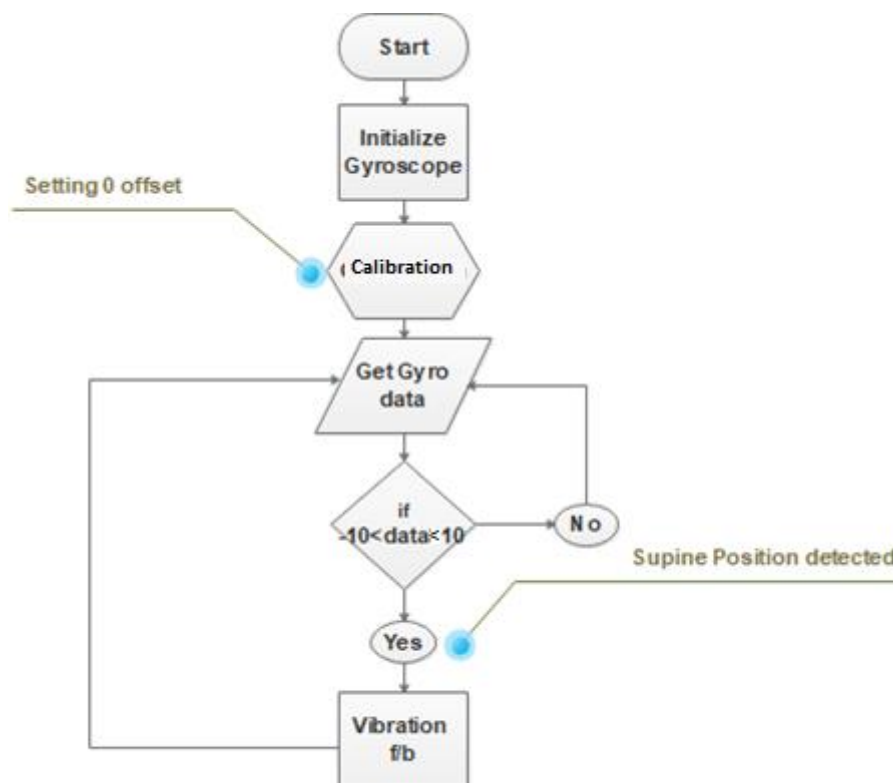 Start
Initialize
Gyroscope
Setting 0 offset
Calibration
Get Gyro
data
if
-10<data<10
No
Supine Position detected
Yes
Vibration
f/b